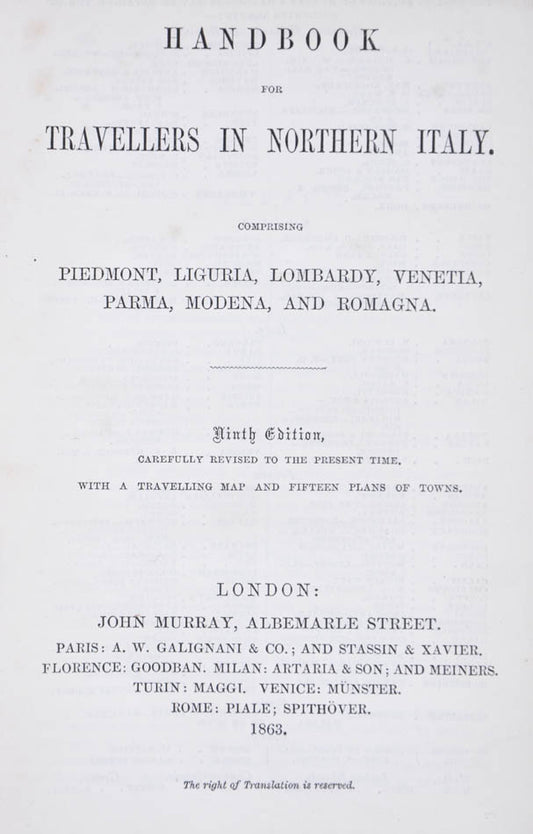 HANDBOOK
FOR
TRAVELLERS IN NORTHERN ITALY.
COMPRISING
PIEDMONT, LIGURIA, LOMBARDY, VENETIA,
PARMA, MODENA, AND ROMAGNA.
Ninth Edition,
CAREFULLY REVISED TO THE PRESENT TIME.
WITH A TRAVELLING MAP AND FIFTEEN PLANS OF TOWNS.
LONDON:
JOHN MURRAY, ALBEMARLE STREET.
PARIS: A. W. GALIGNANI & CO.; AND STASSIN & XAVIER.
FLORENCE: GOODBAN. MILAN: ARTARIA & SON; AND MEINERS.
TURIN: MAGGI. VENICE: MÜNSTER.
ROME: PIALE; SPITHÖVER.
1863.
The right of Translation is reserved.